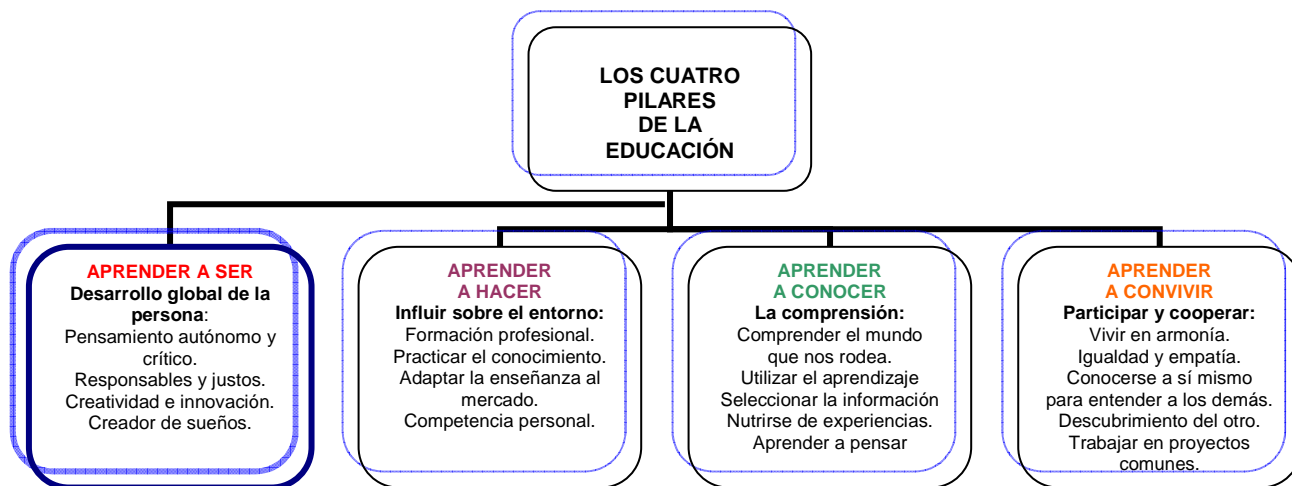 LOS CUATRO
PILARES
DE LA
EDUCACIÓN
APRENDER A SER
Desarrollo global de la
persona:
Pensamiento autónomo y
crítico.
Responsables y justos.
Creatividad e innovación.
Creador de sueños.
APRENDER
A HACER
Influir sobre el entorno:
Formación profesional.
Practicar el conocimiento.
Adaptar la enseñanza al
mercado.
Competencia personal.
APRENDER
A CONOCER
La comprensión:
Comprender el mundo
que nos rodea.
Utilizar el aprendizaje
Seleccionar la información
Nutrirse de experiencias.
Aprender a pensar
APRENDER
A CONVIVIR
Participar y cooperar:
Vivir en armonía.
Igualdad y empatía.
Conocerse a sí mismo
para entender a los demás.
Descubrimiento del otro.
Trabajar en proyectos
comunes.